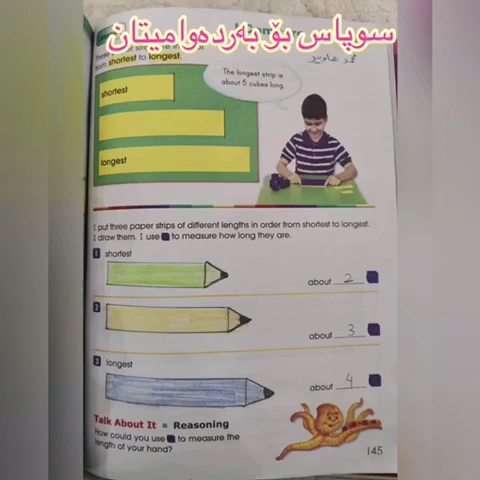 سوپاس بۆ بەردەوامیتان
from shortest to longest.
The longest strip is
about 5 cubes long.
shortest
longest
I put three paper strips of different lengths in order from shortest to longest.
I draw them. I use to measure how long they are.
1 shortest
about 2
2
about 3
3 longest
about 4
Talk About It • Reasoning
How could you use to measure the
length of your hand?
145